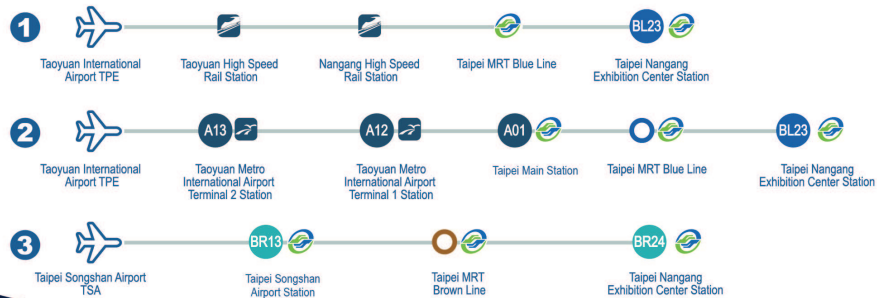 1
Taoyuan International
Airport TPE
Taoyuan High Speed
Rail Station
Nangang High Speed
Rail Station
Taipei MRT Blue Line
BL23
Taipei Nangang
Exhibition Center Station
2
Taoyuan International
Airport TPE
A13
Taoyuan Metro
International Airport
Terminal 2 Station
A12
Taoyuan Metro
International Airport
Terminal 1 Station
A01
Taipei Main Station
Taipei MRT Blue Line
BL23
Taipei Nangang
Exhibition Center Station
3
Taipei Songshan Airport
TSA
BR13
Taipei Songshan
Airport Station
Taipei MRT
Brown Line
BR24
Taipei Nangang
Exhibition Center Station